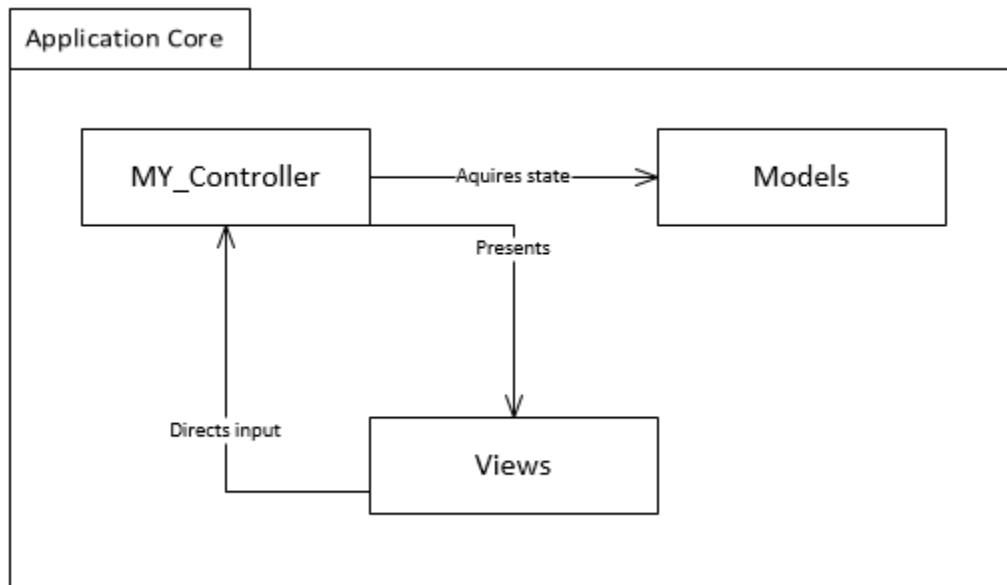 Application Core
MY_Controller
Aquires state
Models
Presents
Directs input
Views